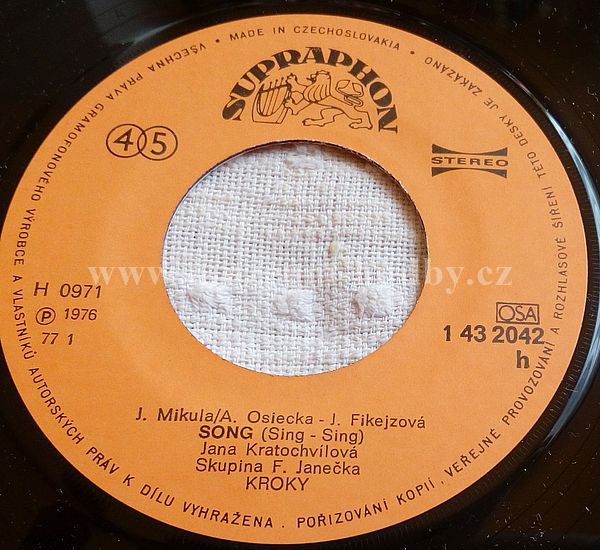 VŠECHNA PRÁVA GRAMOFONOVÉHO VÝROBCE A VLASTNÍKŮ AUTORSKÝCH PRÁV K DÍLU VYHRAŽENA. POŘIZOVÁNÍ KOPIÍ, VEŘEJNÉ PROVOZOVÁNÍ A ROZHLASOVÉ ŠÍŘENÍ TÉTO DESKY JE ZAKÁZÁNO
• MADE IN CZECHOSLOVAKIA •
SUPRAPHON
45
STEREO
H 0971
Ⓟ 1976
77 1
OSA
1 43 2042
h
J. Mikula/A. Osiecka - J. Fikejzová
SONG (Sing - Sing)
Jana Kratochvílová
Skupina F. Janečka
KROKY